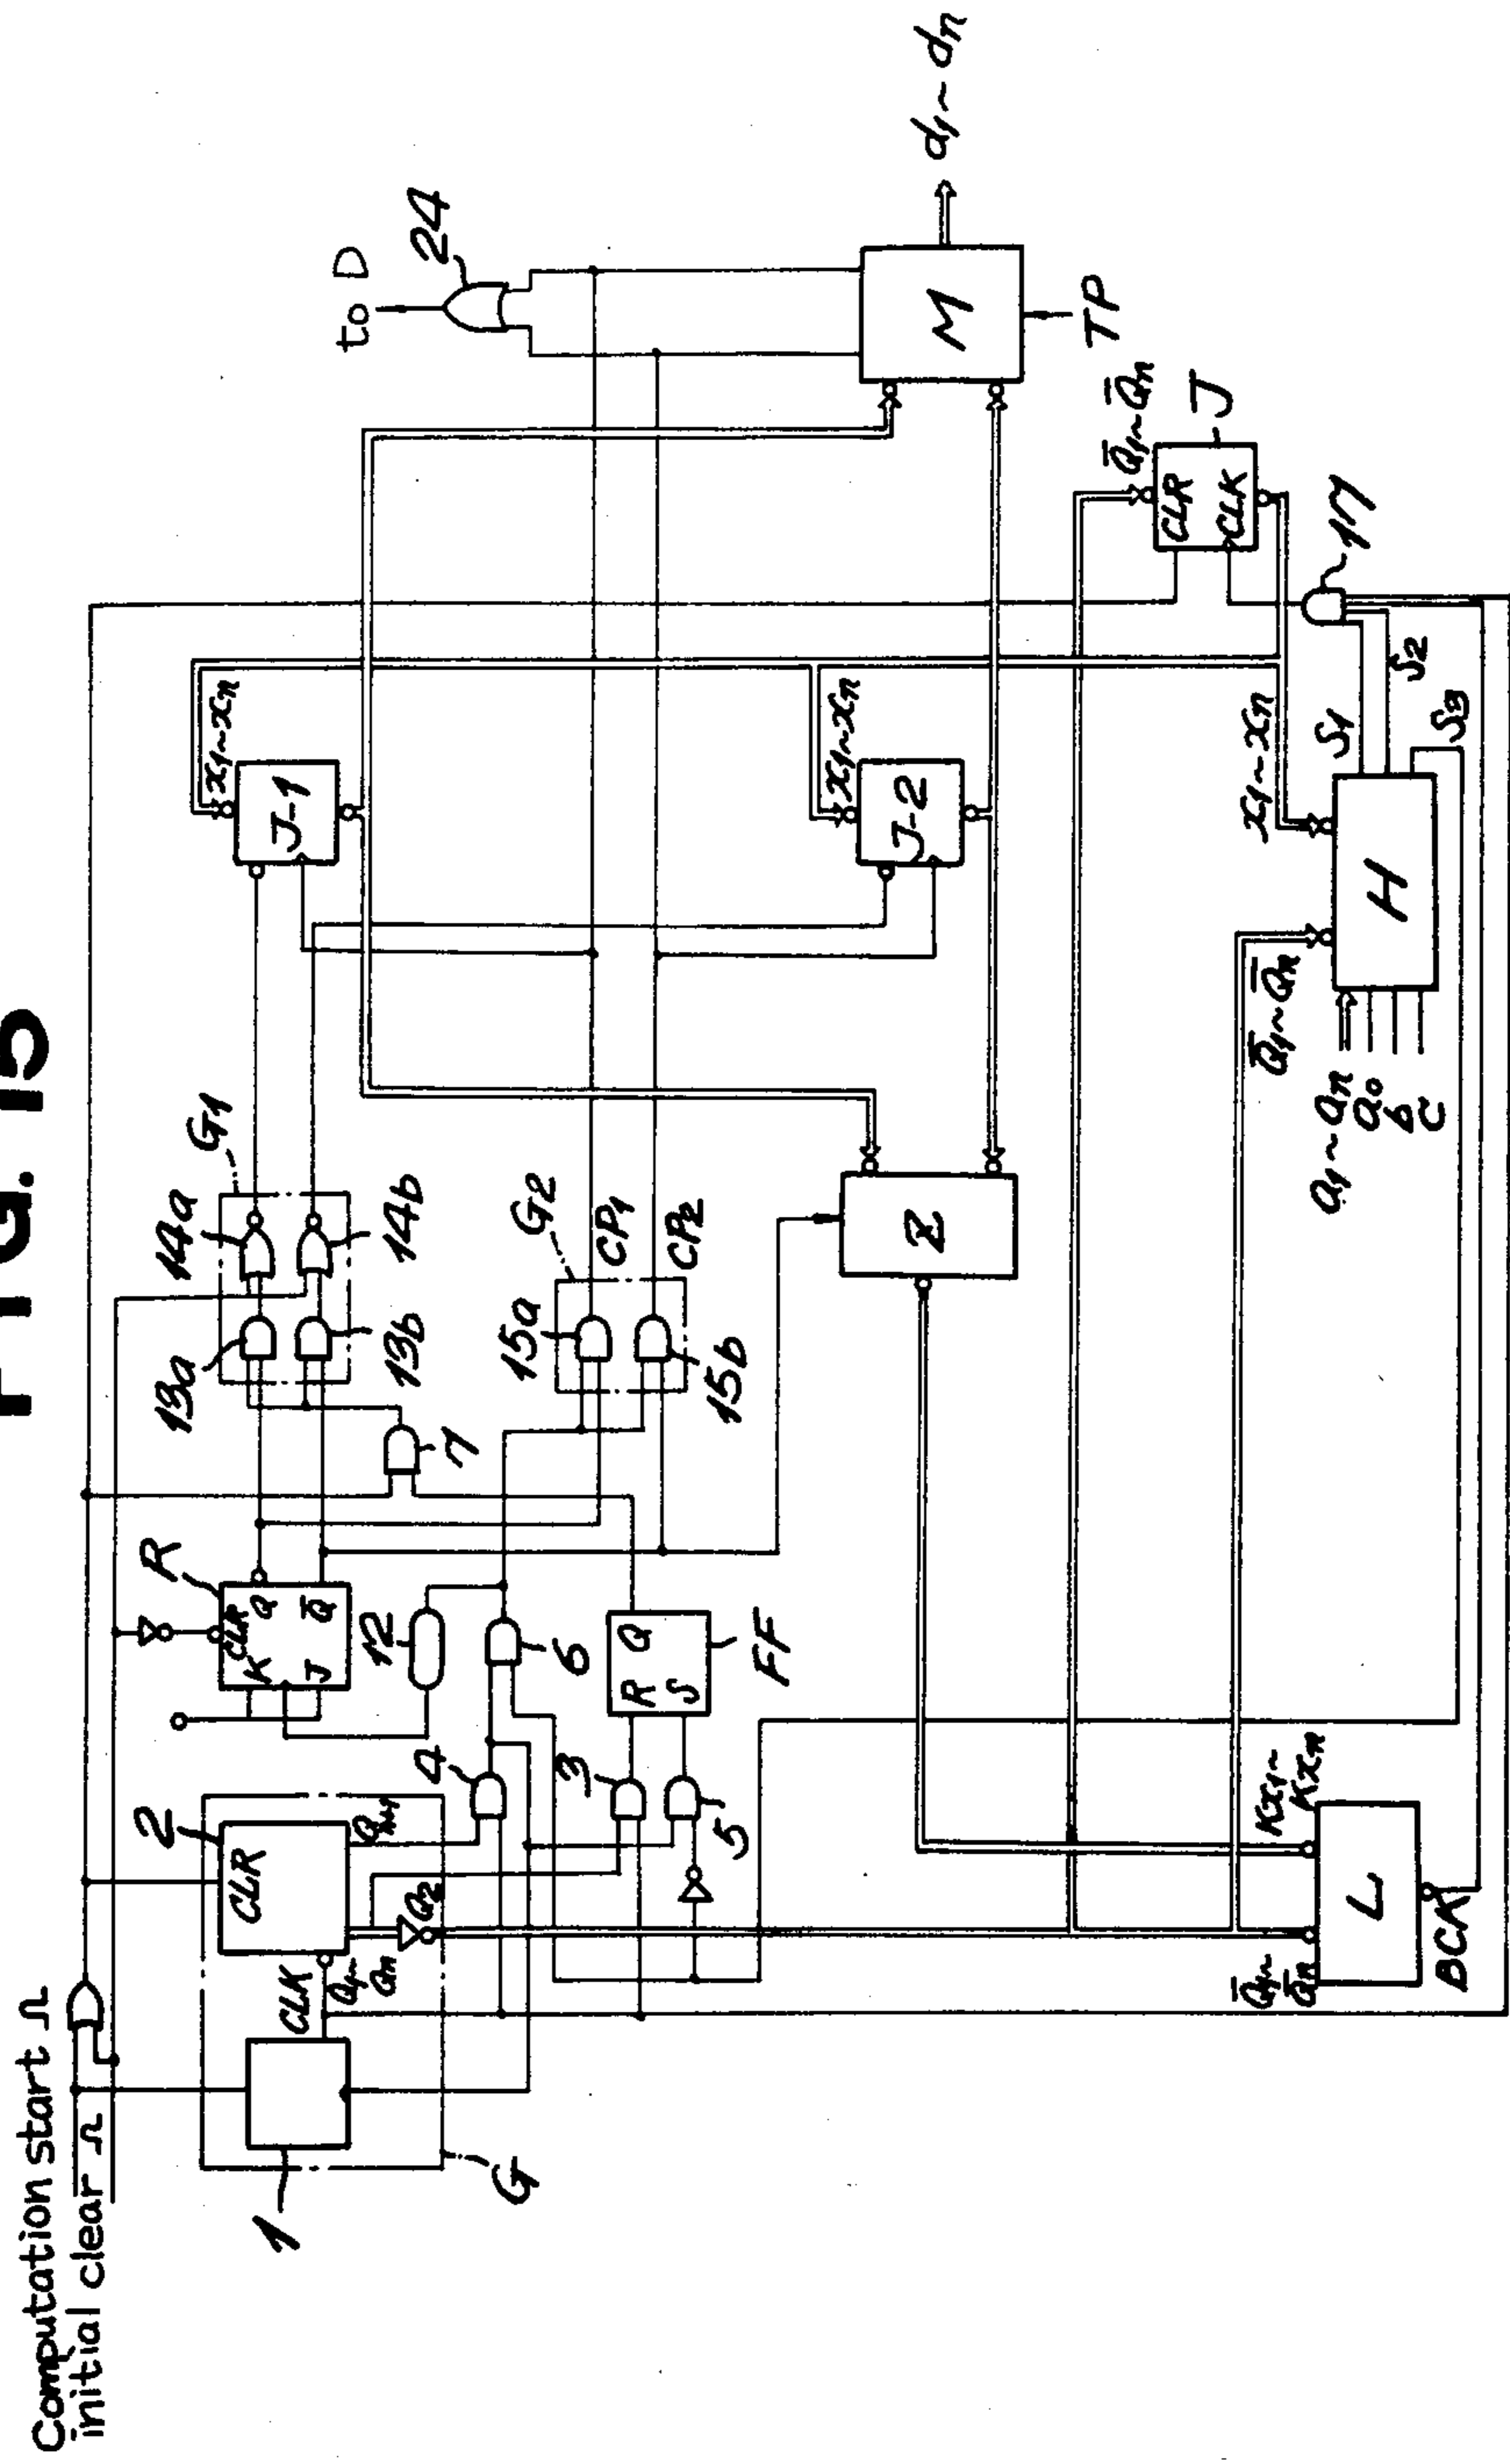 FIG. 15
Computation start
initial clear
1
G
CLK
2
CLR
Q1~
Qn
Qn+1
Q2
4
3
5
R
CLR
K
Q
J
Q̅
12
6
R
Q
S
FF
7
13a
14a
G1
13b
14b
15a
G2
CP1
CP2
15b
Z
J-1
x1~xn
J-2
x1~xn
to D
24
M
d1~dn
TP
Q̅1~Q̅n
CLR
CLK
J
17
S1
S2
S3
x1~xn
H
Q̅1~Q̅n
a1~an
a0
b
c
Kx1~
Kxn
L
Q̅1~
Q̅n
BCK